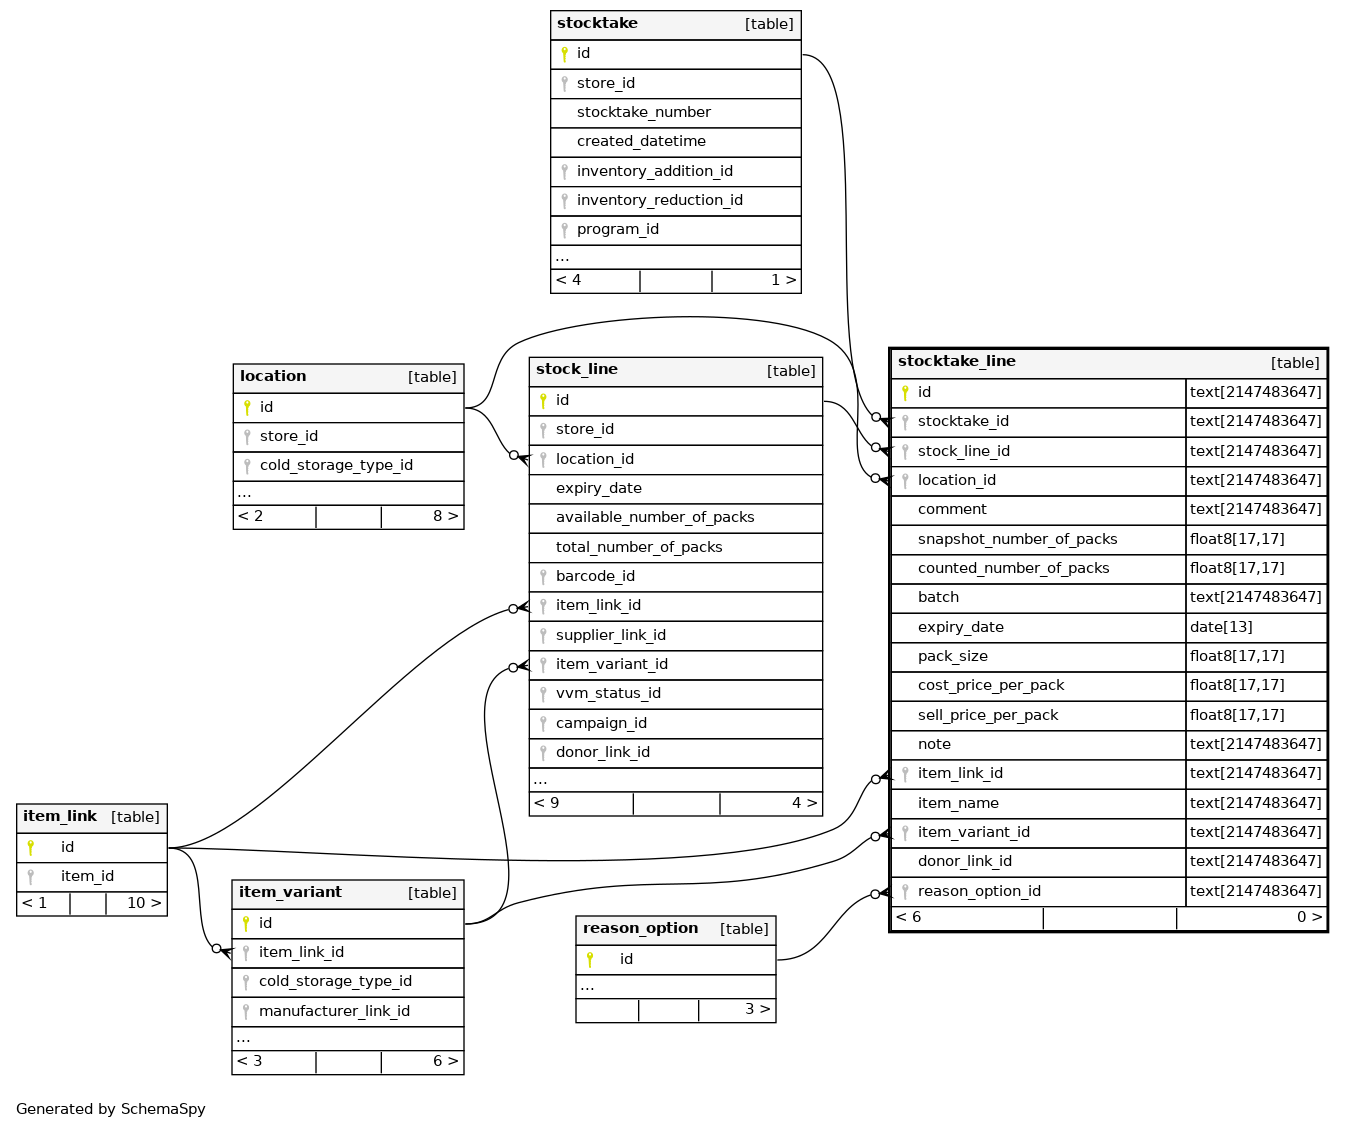 stocktake [table]
id
store_id
stocktake_number
created_datetime
inventory_addition_id
inventory_reduction_id
program_id
...
< 4 1 >
location [table]
id
store_id
cold_storage_type_id
...
< 2 8 >
stock_line [table]
id
store_id
location_id
expiry_date
available_number_of_packs
total_number_of_packs
barcode_id
item_link_id
supplier_link_id
item_variant_id
vvm_status_id
campaign_id
donor_link_id
...
< 9 4 >
stocktake_line [table]
id text[2147483647]
stocktake_id text[2147483647]
stock_line_id text[2147483647]
location_id text[2147483647]
comment text[2147483647]
snapshot_number_of_packs float8[17,17]
counted_number_of_packs float8[17,17]
batch text[2147483647]
expiry_date date[13]
pack_size float8[17,17]
cost_price_per_pack float8[17,17]
sell_price_per_pack float8[17,17]
note text[2147483647]
item_link_id text[2147483647]
item_name text[2147483647]
item_variant_id text[2147483647]
donor_link_id text[2147483647]
reason_option_id text[2147483647]
< 6 0 >
item_link [table]
id
item_id
< 1 10 >
item_variant [table]
id
item_link_id
cold_storage_type_id
manufacturer_link_id
...
< 3 6 >
reason_option [table]
id
...
3 >
Generated by SchemaSpy